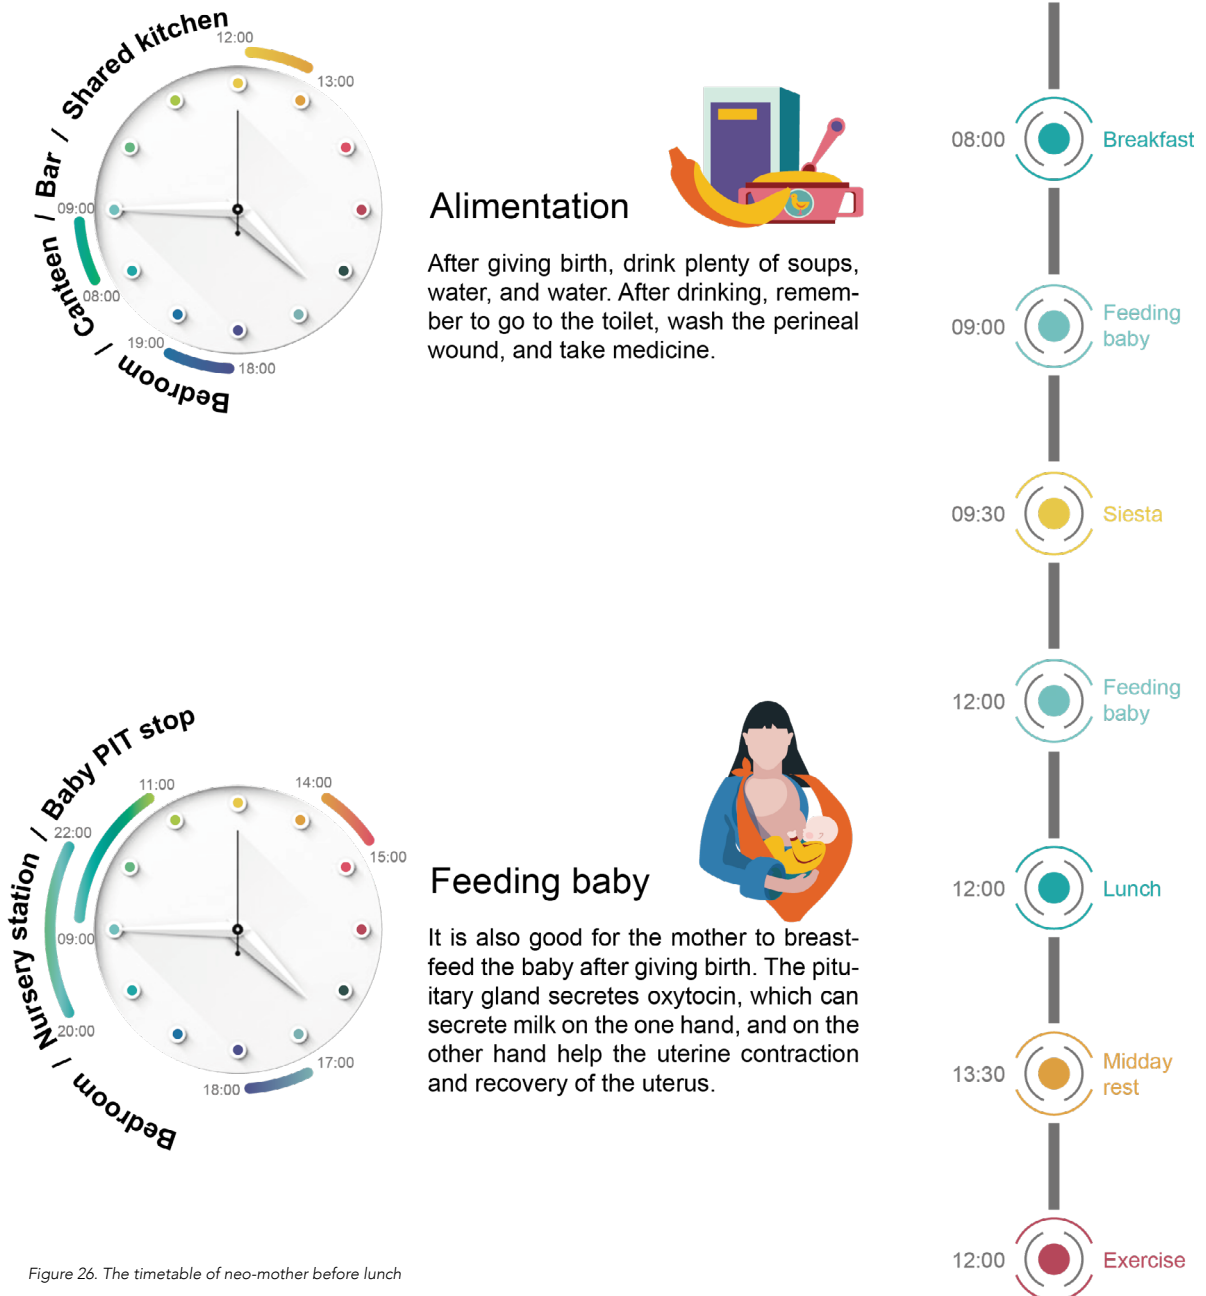 Bedroom / Canteen / Bar / Shared kitchen
12:00
13:00
09:00
08:00
19:00
18:00
Alimentation
After giving birth, drink plenty of soups,
water, and water. After drinking, remem-
ber to go to the toilet, wash the perineal
wound, and take medicine.
Bedroom / Nursery station / Baby PIT stop
11:00
14:00
22:00
15:00
09:00
20:00
17:00
18:00
Feeding baby
It is also good for the mother to breast-
feed the baby after giving birth. The pitu-
itary gland secretes oxytocin, which can
secrete milk on the one hand, and on the
other hand help the uterine contraction
and recovery of the uterus.
08:00 Breakfast
09:00 Feeding
baby
09:30 Siesta
12:00 Feeding
baby
12:00 Lunch
13:30 Midday
rest
12:00 Exercise
Figure 26. The timetable of neo-mother before lunch